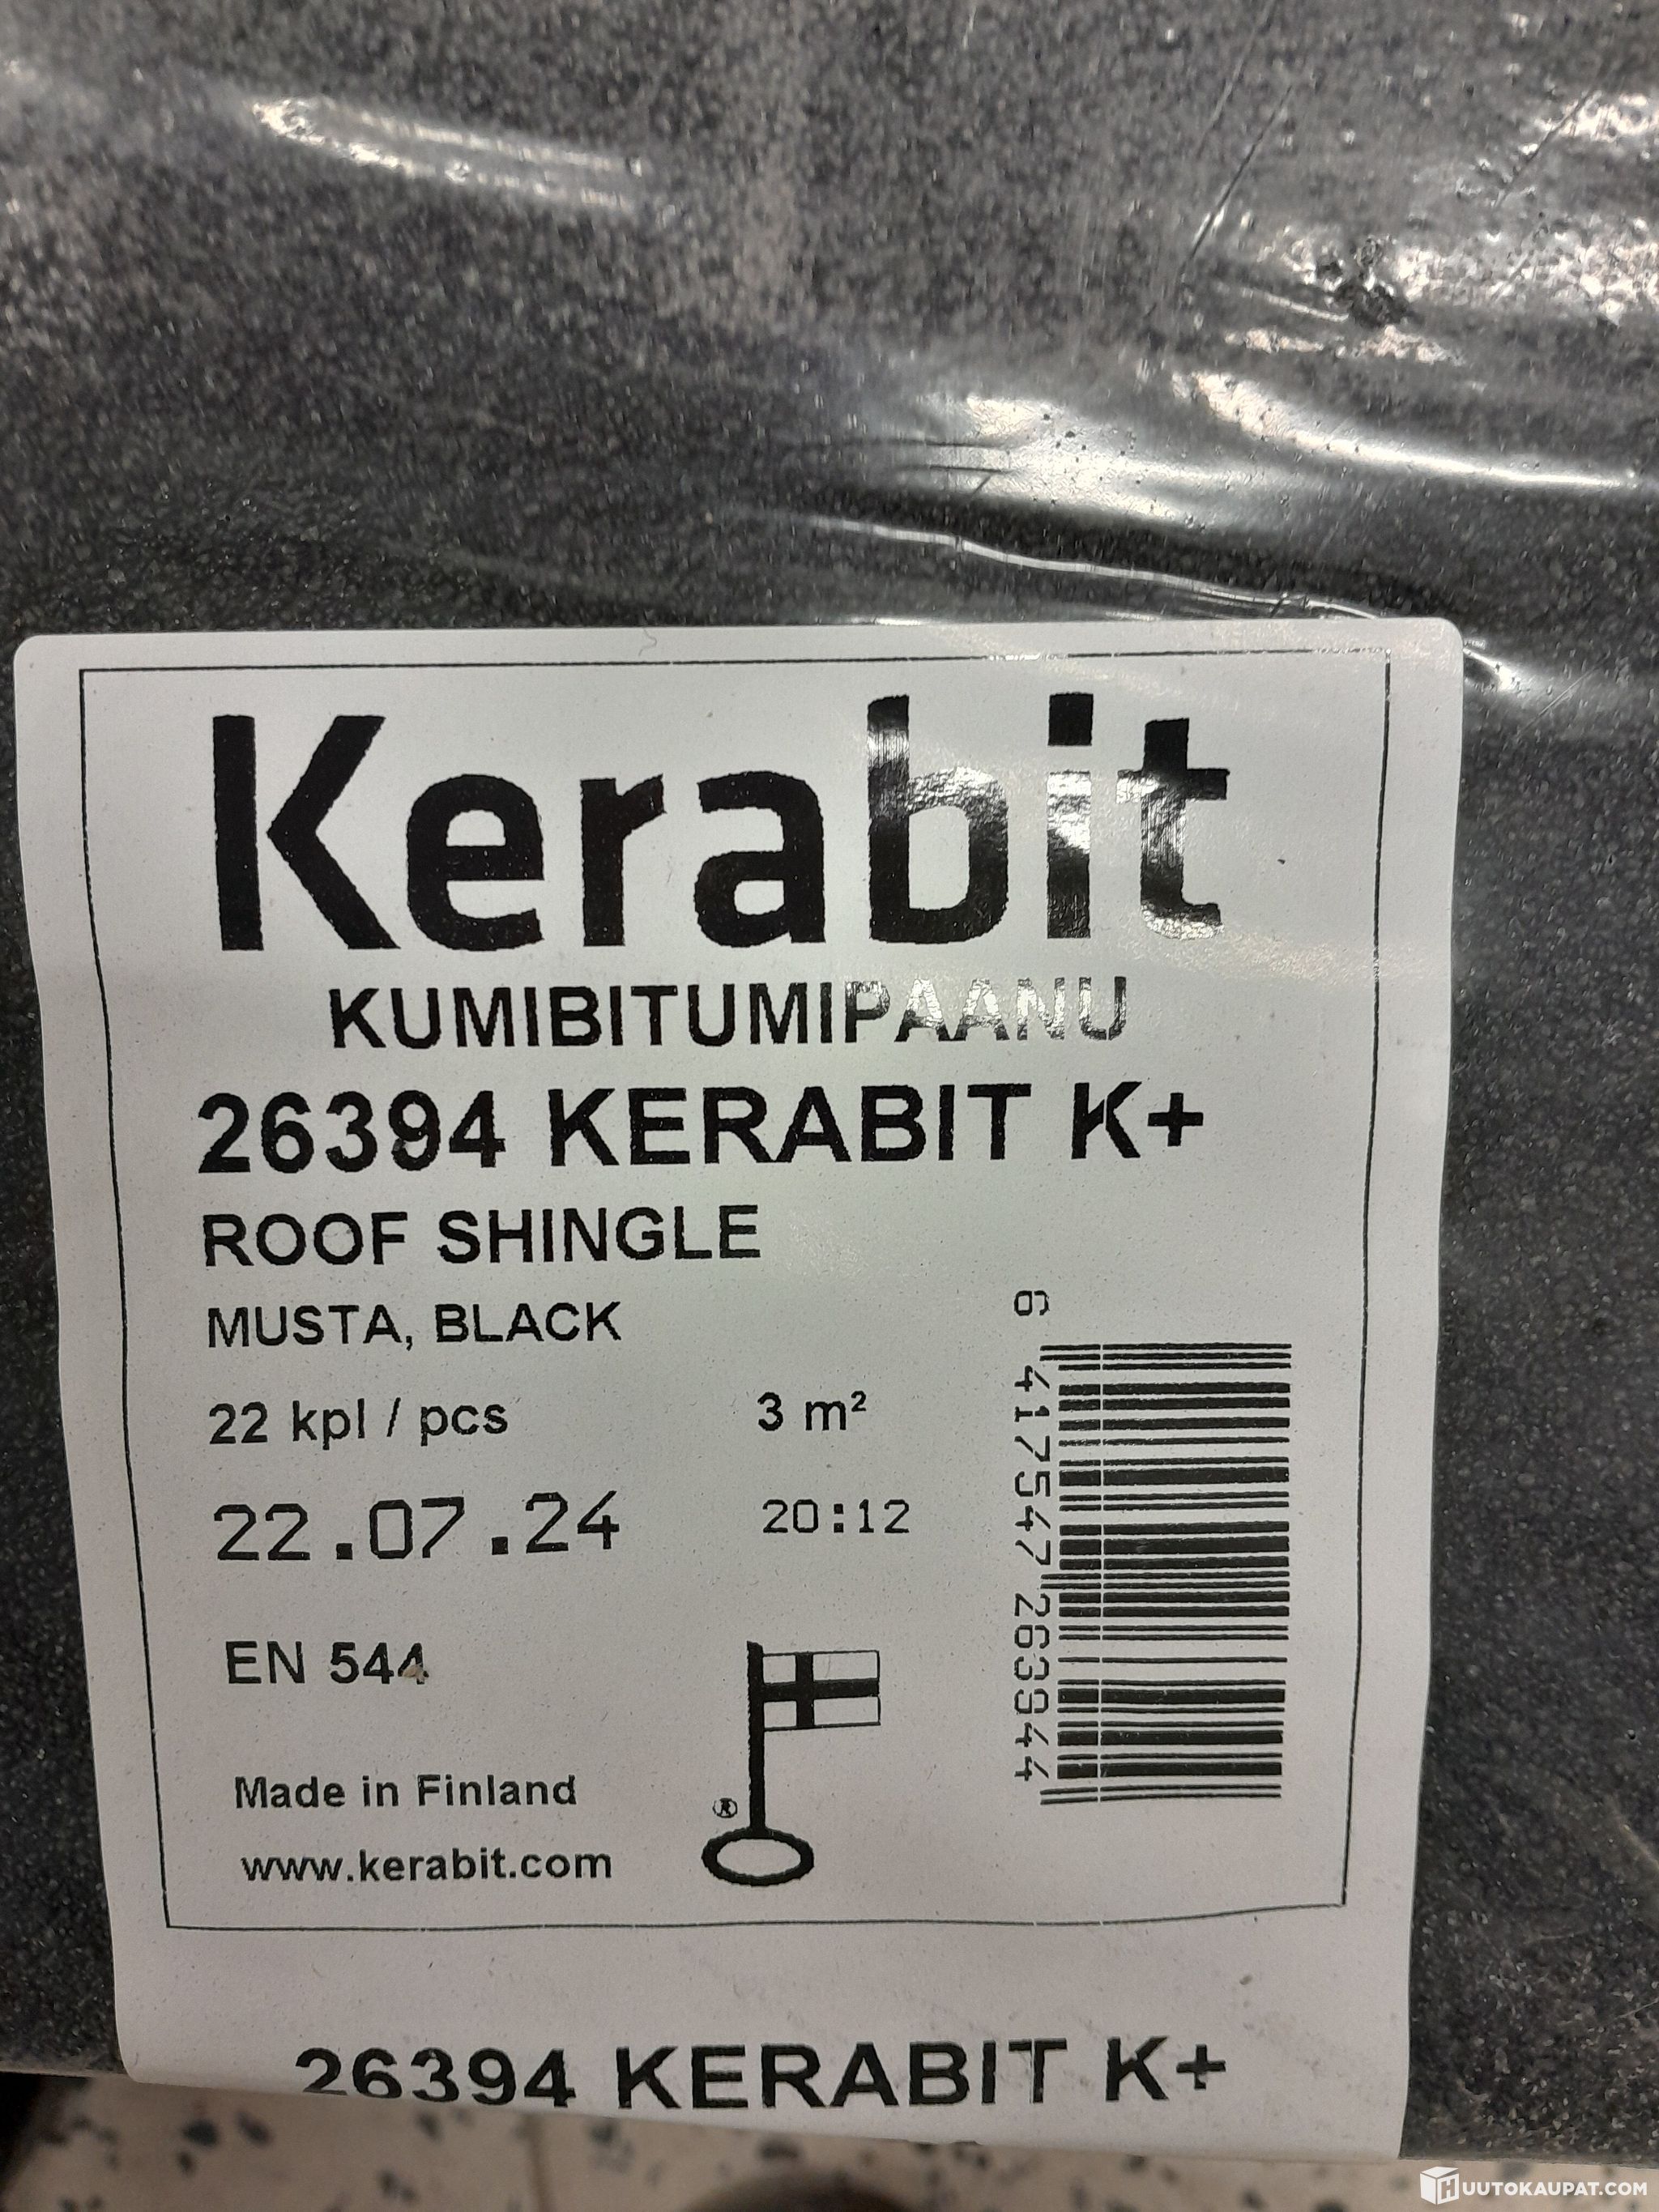 Kerabit
KUMIBITUMIPAANU
26394 KERABIT K+
ROOF SHINGLE
MUSTA, BLACK
22 kpl / pcs 3 m²
22.07.24 20:12
EN 544
Made in Finland
www.kerabit.com
®
6 417547 263944
26394 KERABIT K+
HUUTOKAUPAT.COM